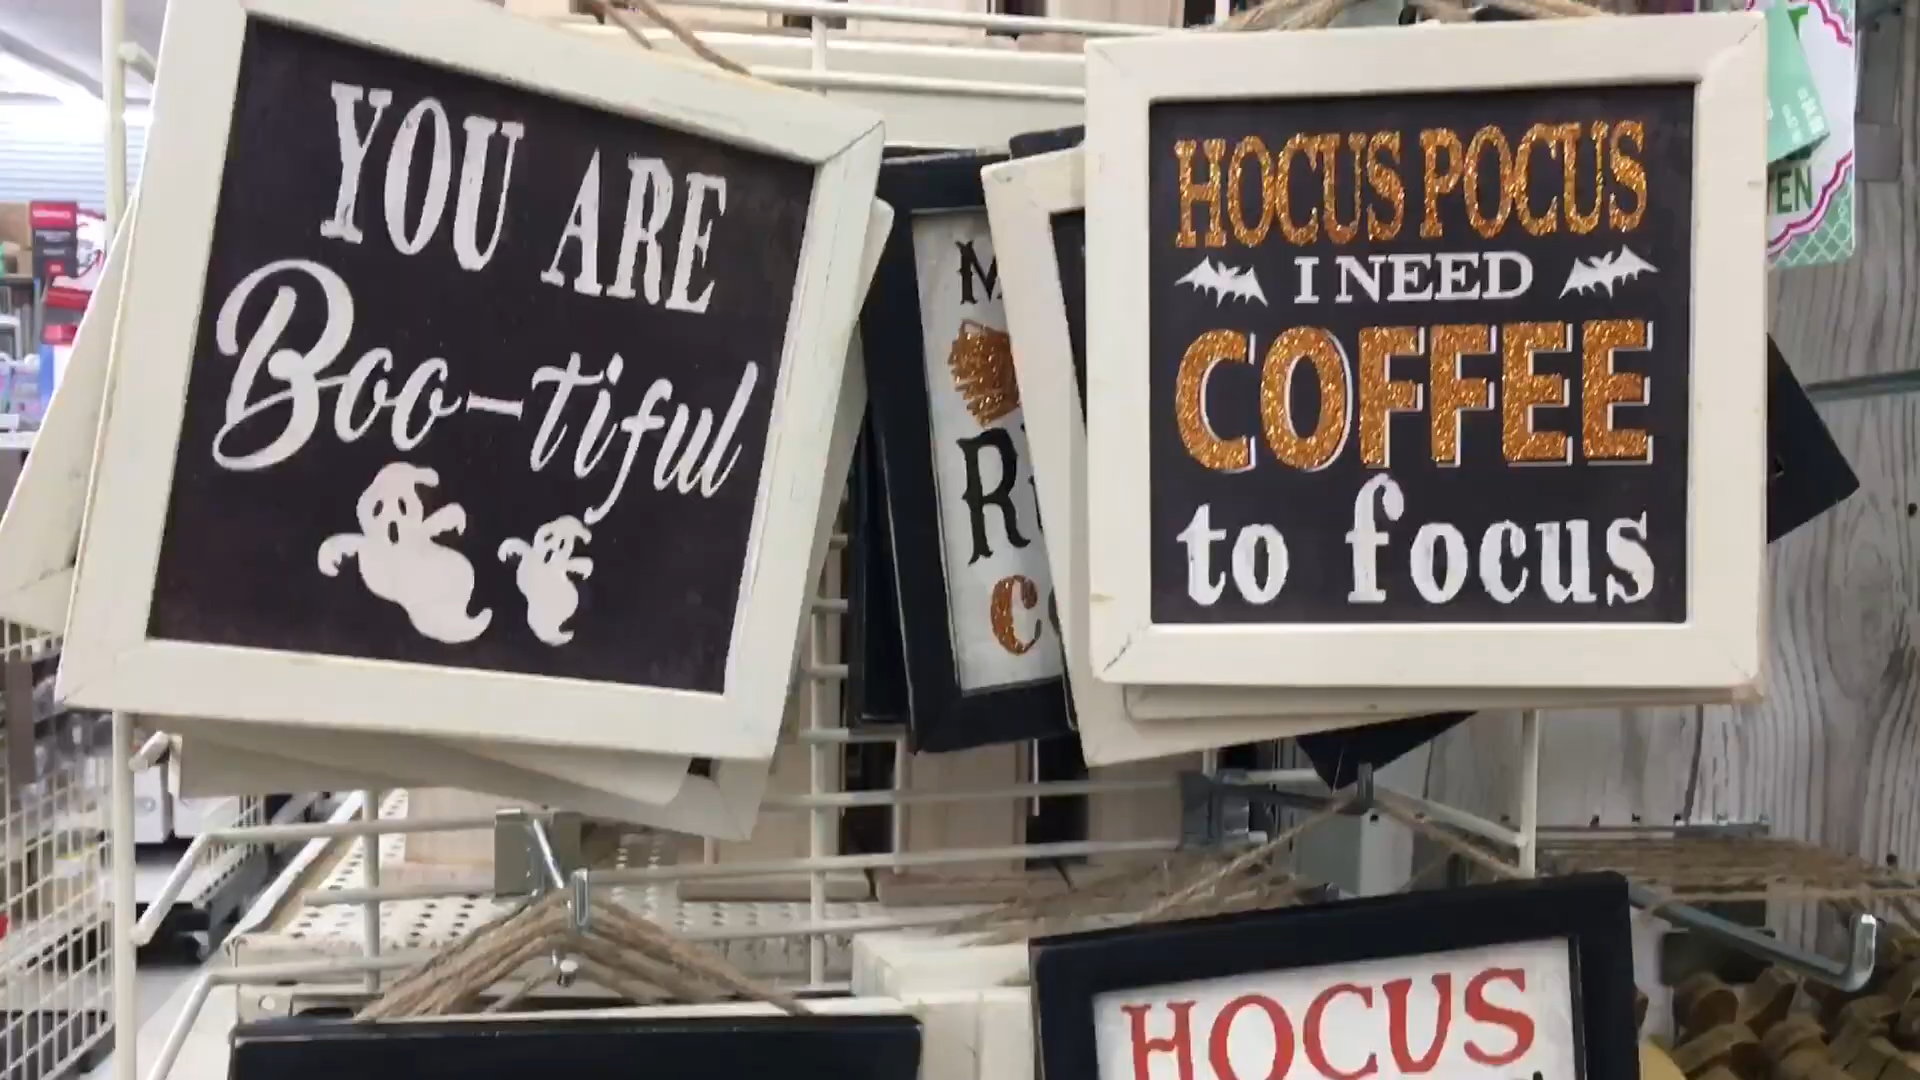 YOU ARE
Boo-tiful
HOCUS POCUS
I NEED
COFFEE
to focus
HOCUS